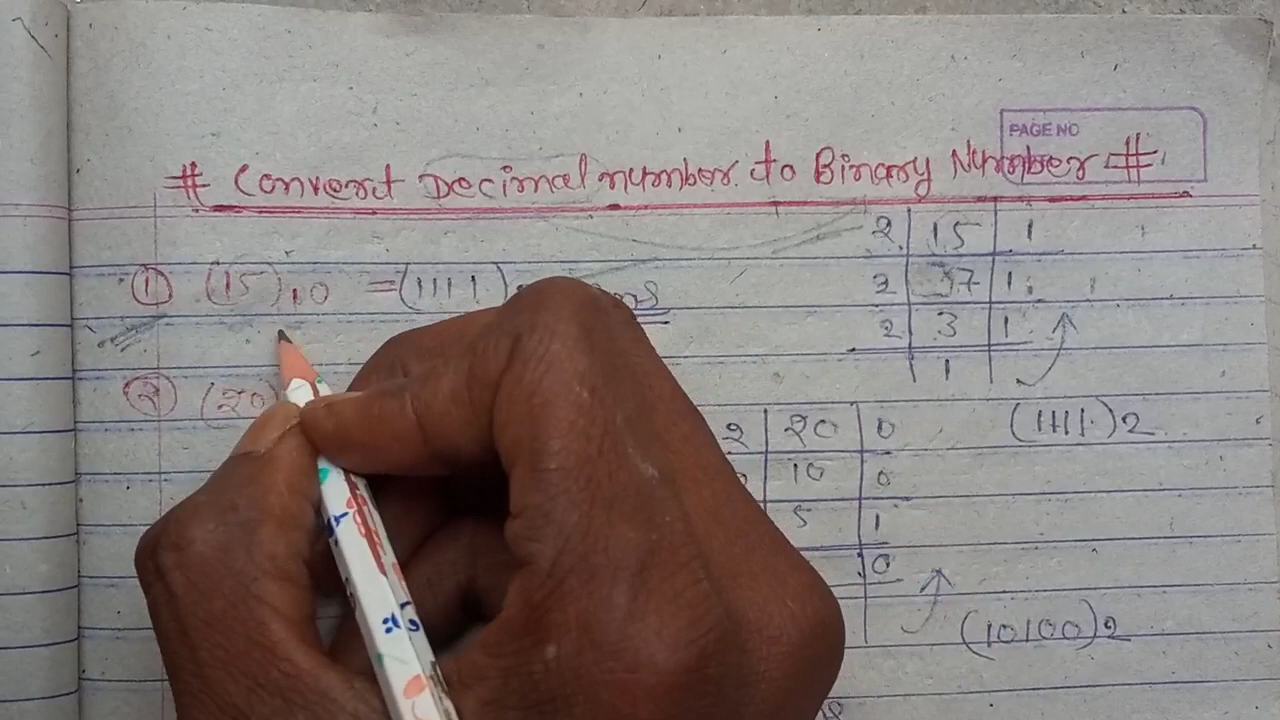 PAGE NO
# Convert Decimal number to Binary Number #
① (15)10 = (1111)
2 15 1
2 7 1
2 3 1
1
(1111)2
② (20)
2 20 0
10 0
5 1
0
(10100)2